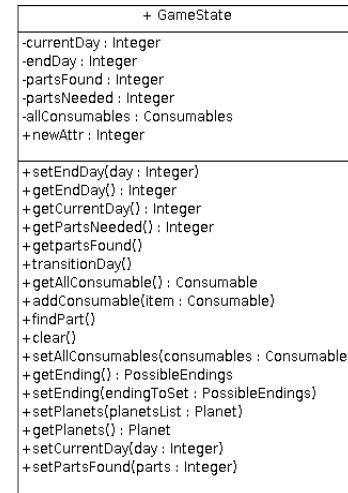 + GameState
-currentDay : Integer
-endDay : Integer
-partsFound : Integer
-partsNeeded : Integer
-allConsumables : Consumables
+newAttr : Integer
+setEndDay(day : Integer)
+getEndDay() : Integer
+getCurrentDay() : Integer
+getPartsNeeded() : Integer
+getpartsFound()
+transitionDay()
+getAllConsumable() : Consumable
+addConsumable(item : Consumable)
+findPart()
+clear()
+setAllConsumables(consumables : Consumable
+getEnding() : PossibleEndings
+setEnding(endingToSet : PossibleEndings)
+setPlanets(planetsList : Planet)
+getPlanets() : Planet
+setCurrentDay(day : Integer)
+setPartsFound(parts : Integer)